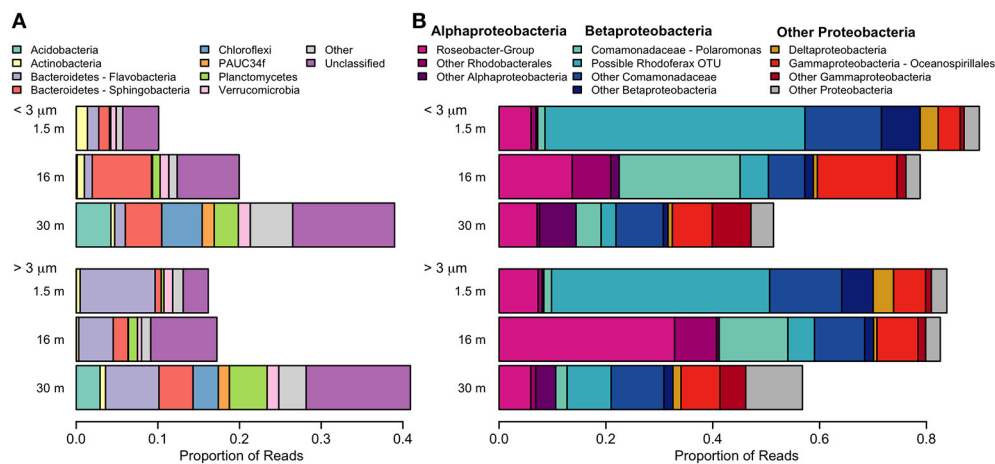 A
Acidobacteria
Actinobacteria
Bacteroidetes - Flavobacteria
Bacteroidetes - Sphingobacteria
Chloroflexi
PAUC34f
Planctomycetes
Verrucomicrobia
Other
Unclassified
< 3 μm
1.5 m
16 m
30 m
> 3 μm
1.5 m
16 m
30 m
0.0 0.1 0.2 0.3 0.4
Proportion of Reads
B
Alphaproteobacteria
Roseobacter-Group
Other Rhodobacterales
Other Alphaproteobacteria
Betaproteobacteria
Comamonadaceae - Polaromonas
Possible Rhodoferax OTU
Other Comamonadaceae
Other Betaproteobacteria
Other Proteobacteria
Deltaproteobacteria
Gammaproteobacteria - Oceanospirillales
Other Gammaproteobacteria
Other Proteobacteria
< 3 μm
1.5 m
16 m
30 m
> 3 μm
1.5 m
16 m
30 m
0.0 0.2 0.4 0.6 0.8
Proportion of Reads